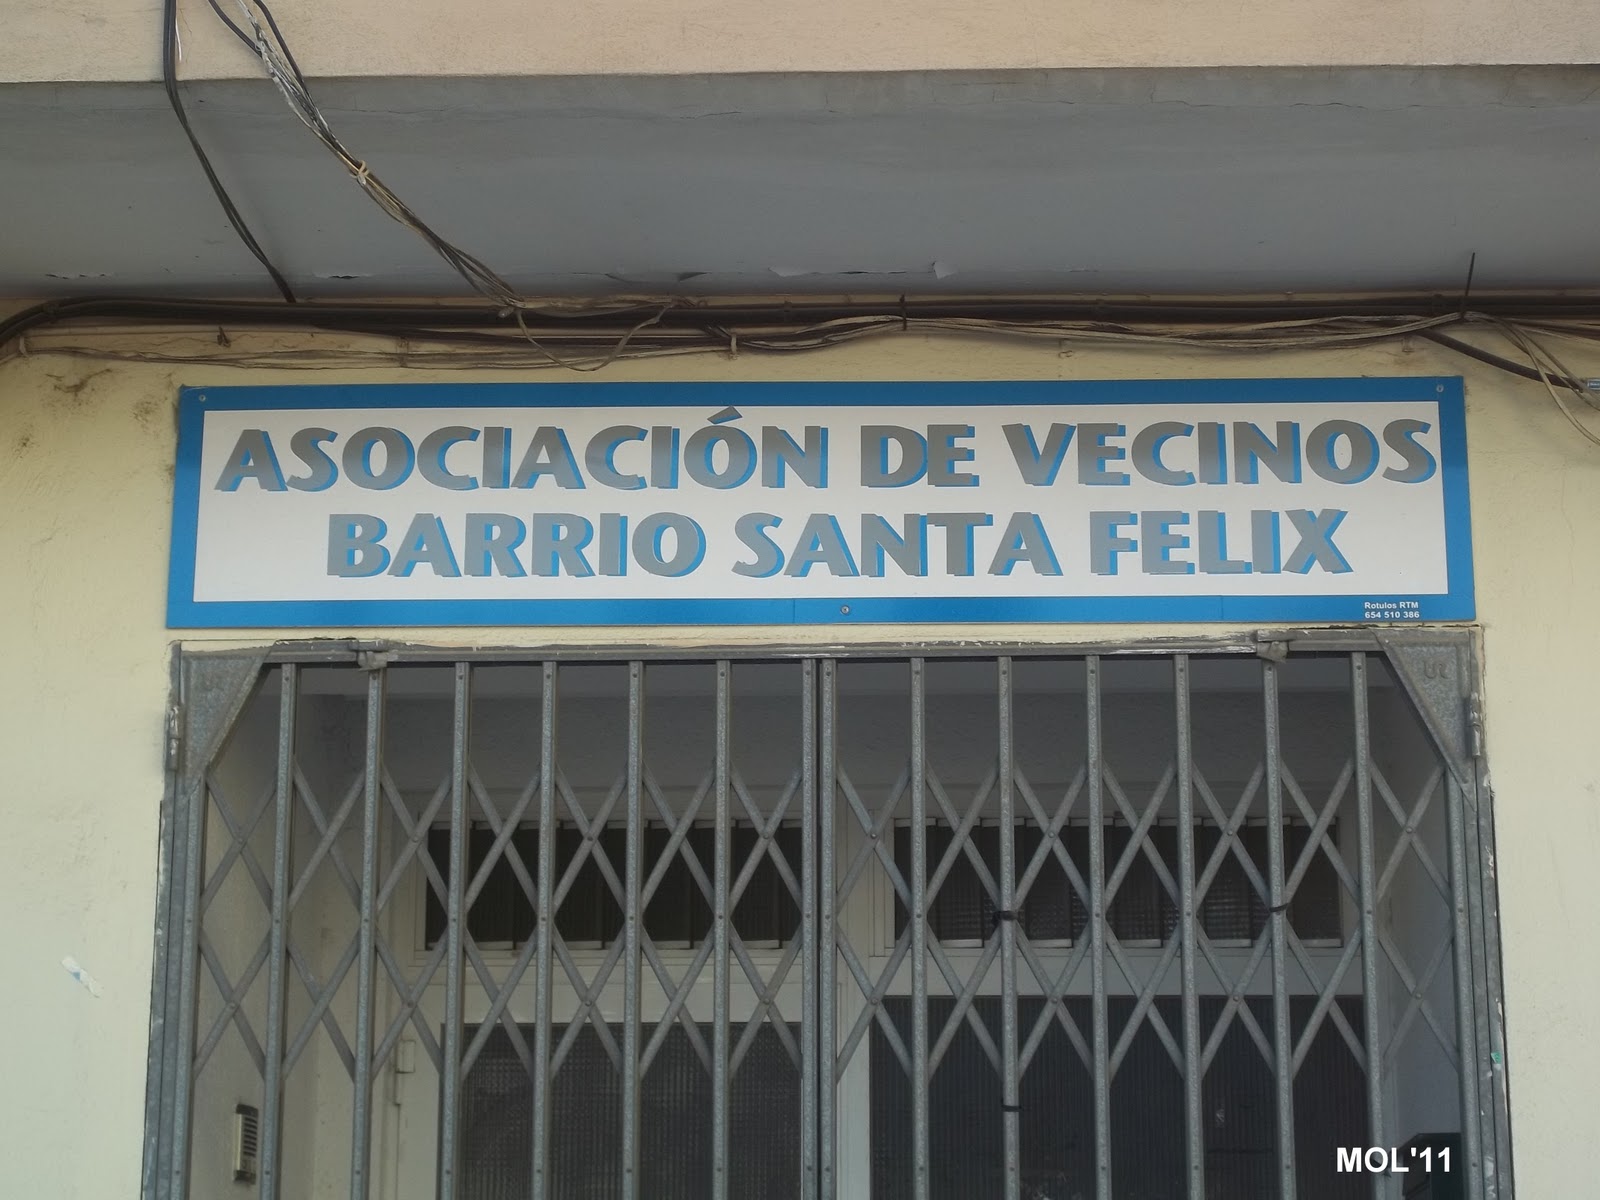 ASOCIACIÓN DE VECINOS
BARRIO SANTA FELIX
Rotulos RTM
654 510 386
MOL'11